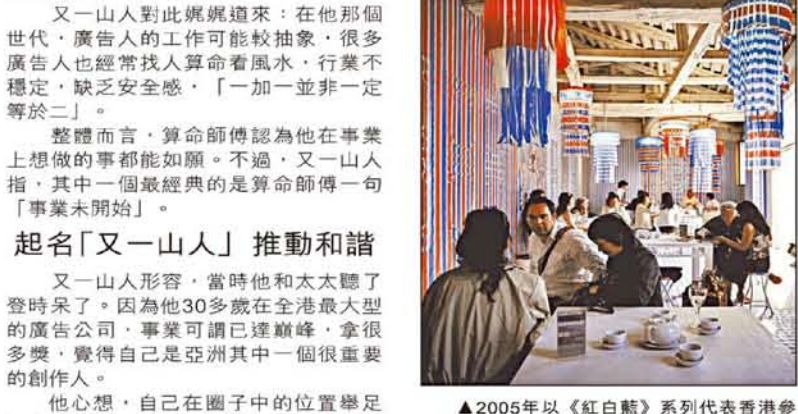 又一山人對此娓娓道來：在他那個
世代，廣告人的工作可能較抽象，很多
廣告人也經常找人算命看風水，行業不
穩定，缺乏安全感，「一加一並非一定
等於二」。
整體而言，算命師傅認為他在事業
上想做的事都能如願。不過，又一山人
指，其中一個最經典的是算命師傅一句
「事業未開始」。
起名「又一山人」推動和諧
又一山人形容，當時他和太太聽了
登時呆了。因為他30多歲在全港最大型
的廣告公司，事業可謂已達巔峰，拿很
多獎，覺得自己是亞洲其中一個很重要
的創作人。
他心想，自己在圈子中的位置舉足
▲2005年以《紅白藍》系列代表香港參